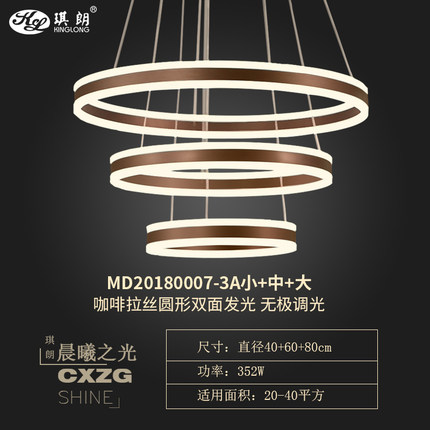 KyL 琪朗®
KINGLONG
MD20180007-3A小+中+大
咖啡拉丝圆形双面发光 无极调光
琪朗 晨曦之光
CXZG
SHINE
尺寸：直径40+60+80cm
功率：352W
适用面积：20-40平方